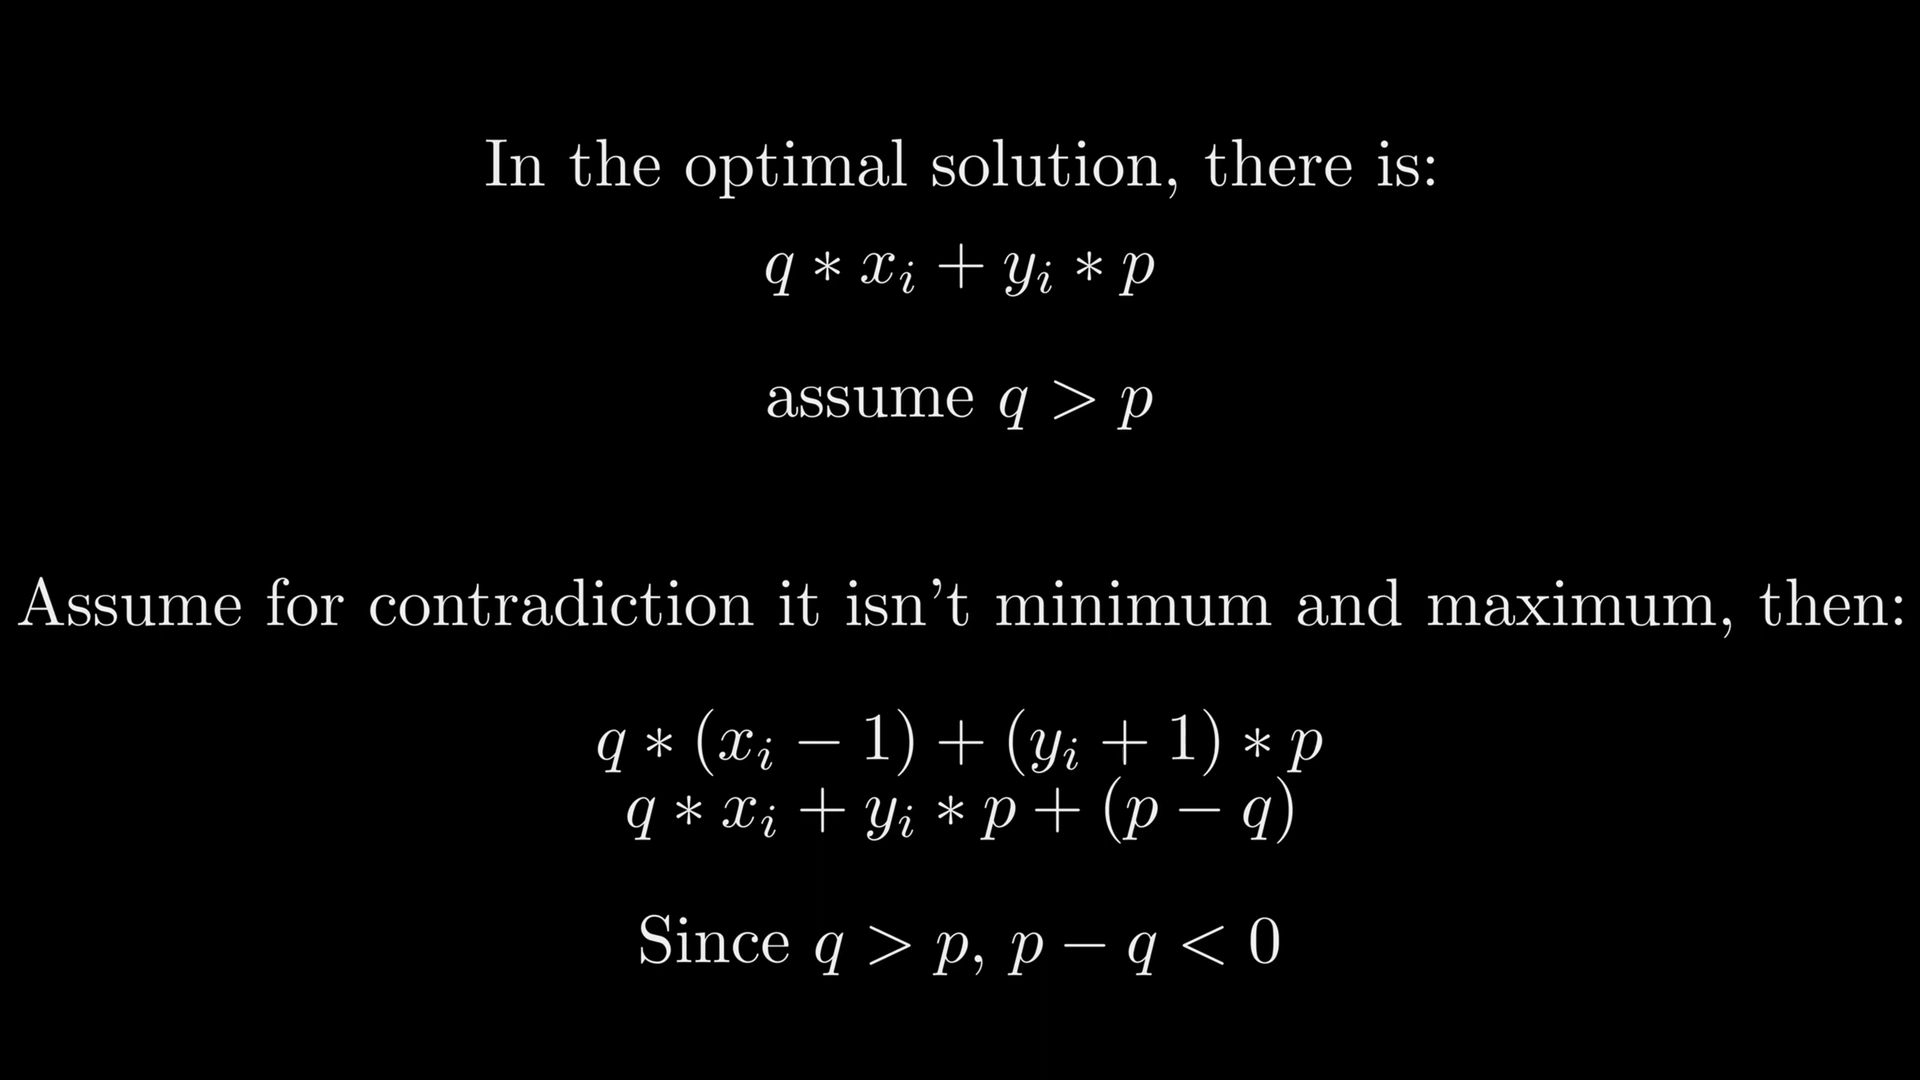 In the optimal solution, there is:
q * x_i + y_i * p
assume q > p
Assume for contradiction it isn't minimum and maximum, then:
q * (x_i − 1) + (y_i + 1) * p
q * x_i + y_i * p + (p − q)
Since q > p, p − q < 0